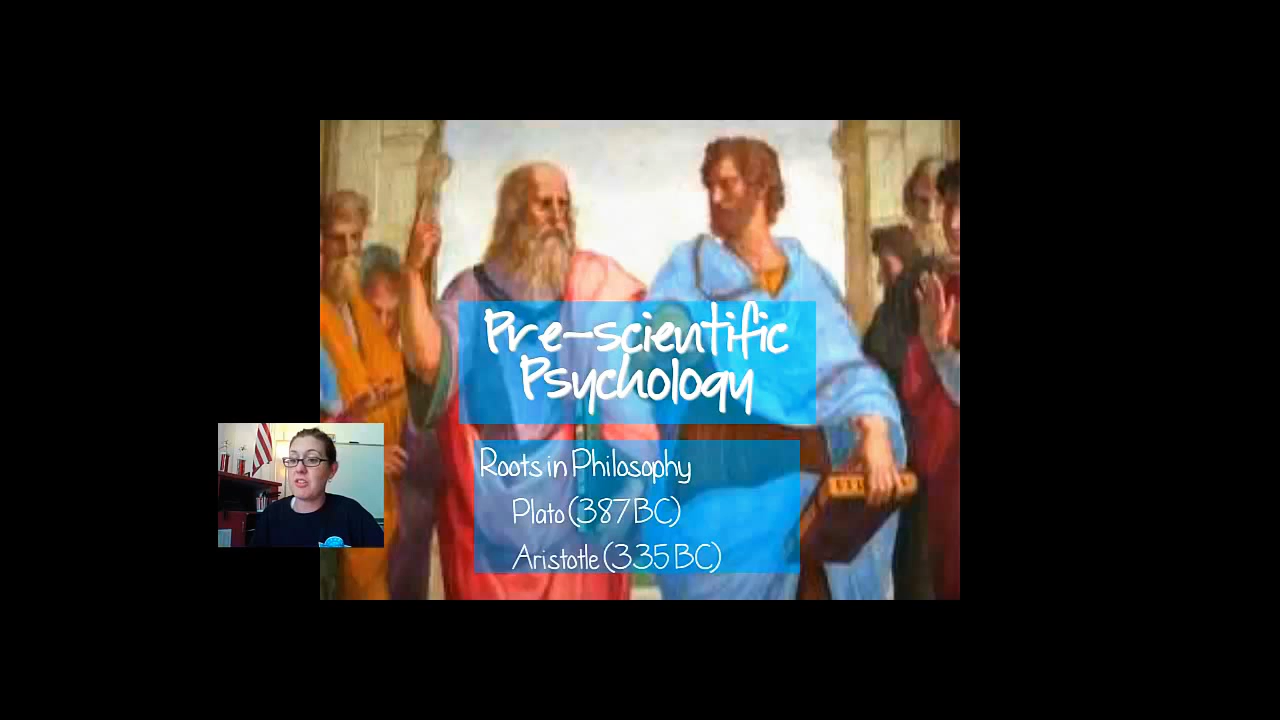 Pre-scientific
Psychology
Roots in Philosophy
Plato (387 BC)
Aristotle (335 BC)